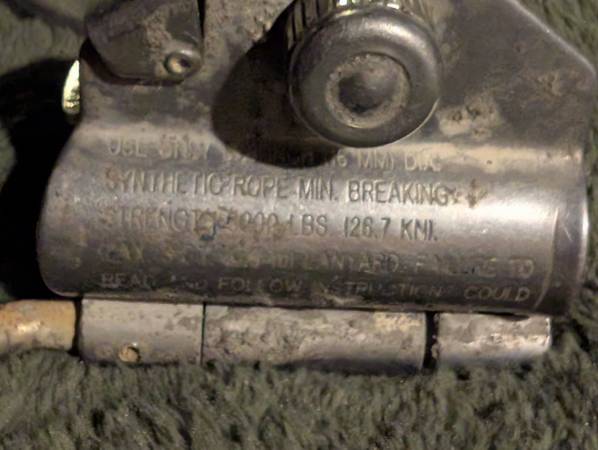 USE ONLY MM) DIA.
SYNTHETIC ROPE MIN. BREAKING
STRENGTH LBS. (26.7 KN).
LANYARD. FAILURE TO
READ AND FOLLOW INSTRUCTIONS COULD